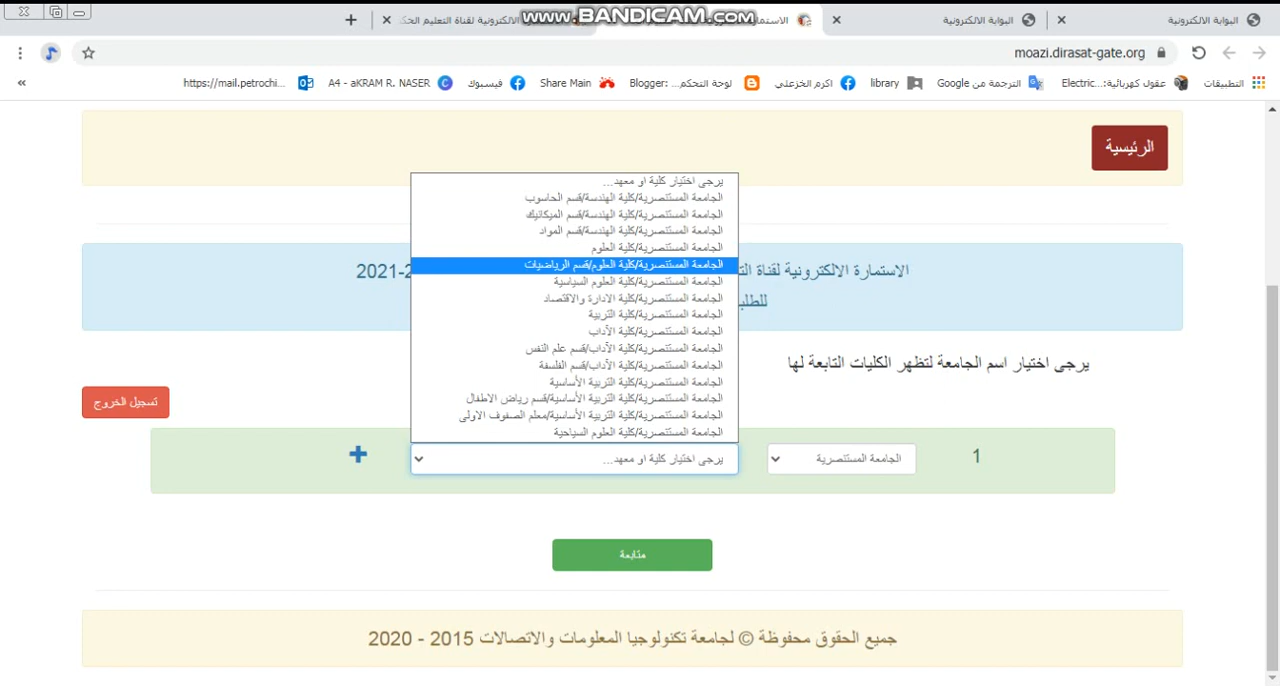 البوابة الالكترونية
البوابة الالكترونية
www.BANDICAM.com
الالكترونية لقناة التعليم الحك
moazi.dirasat-gate.org
التطبيقات
عقول كهربائية: Electric...
الترجمة من Google
library
اكرم الخزعلي
لوحة التحكم... Blogger:
Share Main
فيسبوك
A4 - aKRAM R. NASER
https://mail.petrochi...
الرئيسية
يرجى اختيار كلية او معهد...
الجامعة المستنصرية/كلية الهندسة/قسم الحاسوب
الجامعة المستنصرية/كلية الهندسة/قسم الميكانيك
الجامعة المستنصرية/كلية الهندسة/قسم المواد
الجامعة المستنصرية/كلية العلوم
الجامعة المستنصرية/كلية العلوم/قسم الرياضيات
الجامعة المستنصرية/كلية العلوم السياسية
الجامعة المستنصرية/كلية الادارة والاقتصاد
الجامعة المستنصرية/كلية التربية
الجامعة المستنصرية/كلية الآداب
الجامعة المستنصرية/كلية الآداب/قسم علم النفس
الجامعة المستنصرية/كلية الآداب/قسم الفلسفة
الجامعة المستنصرية/كلية التربية الأساسية
الجامعة المستنصرية/كلية التربية الأساسية/قسم رياض الاطفال
الجامعة المستنصرية/كلية التربية الأساسية/معلم الصفوف الاولى
الجامعة المستنصرية/كلية العلوم السياحية
الاستمارة الالكترونية لقناة 2021-2
يرجى اختيار اسم الجامعة لتظهر الكليات التابعة لها
تسجيل الخروج
1
الجامعة المستنصرية
يرجى اختيار كلية او معهد...
متابعة
جميع الحقوق محفوظة © لجامعة تكنولوجيا المعلومات والاتصالات 2015 - 2020